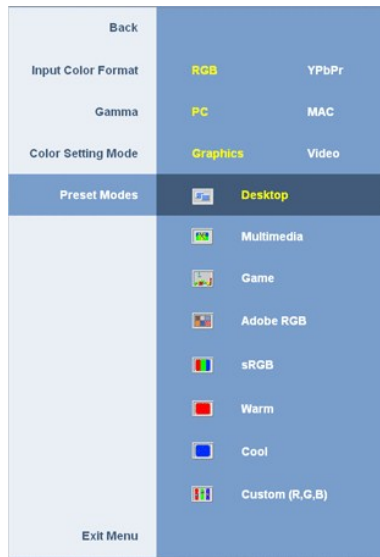 Back
Input Color Format RGB YPbPr
Gamma PC MAC
Color Setting Mode Graphics Video
Preset Modes Desktop
Multimedia
Game
Adobe RGB
sRGB
Warm
Cool
Custom (R,G,B)
Exit Menu